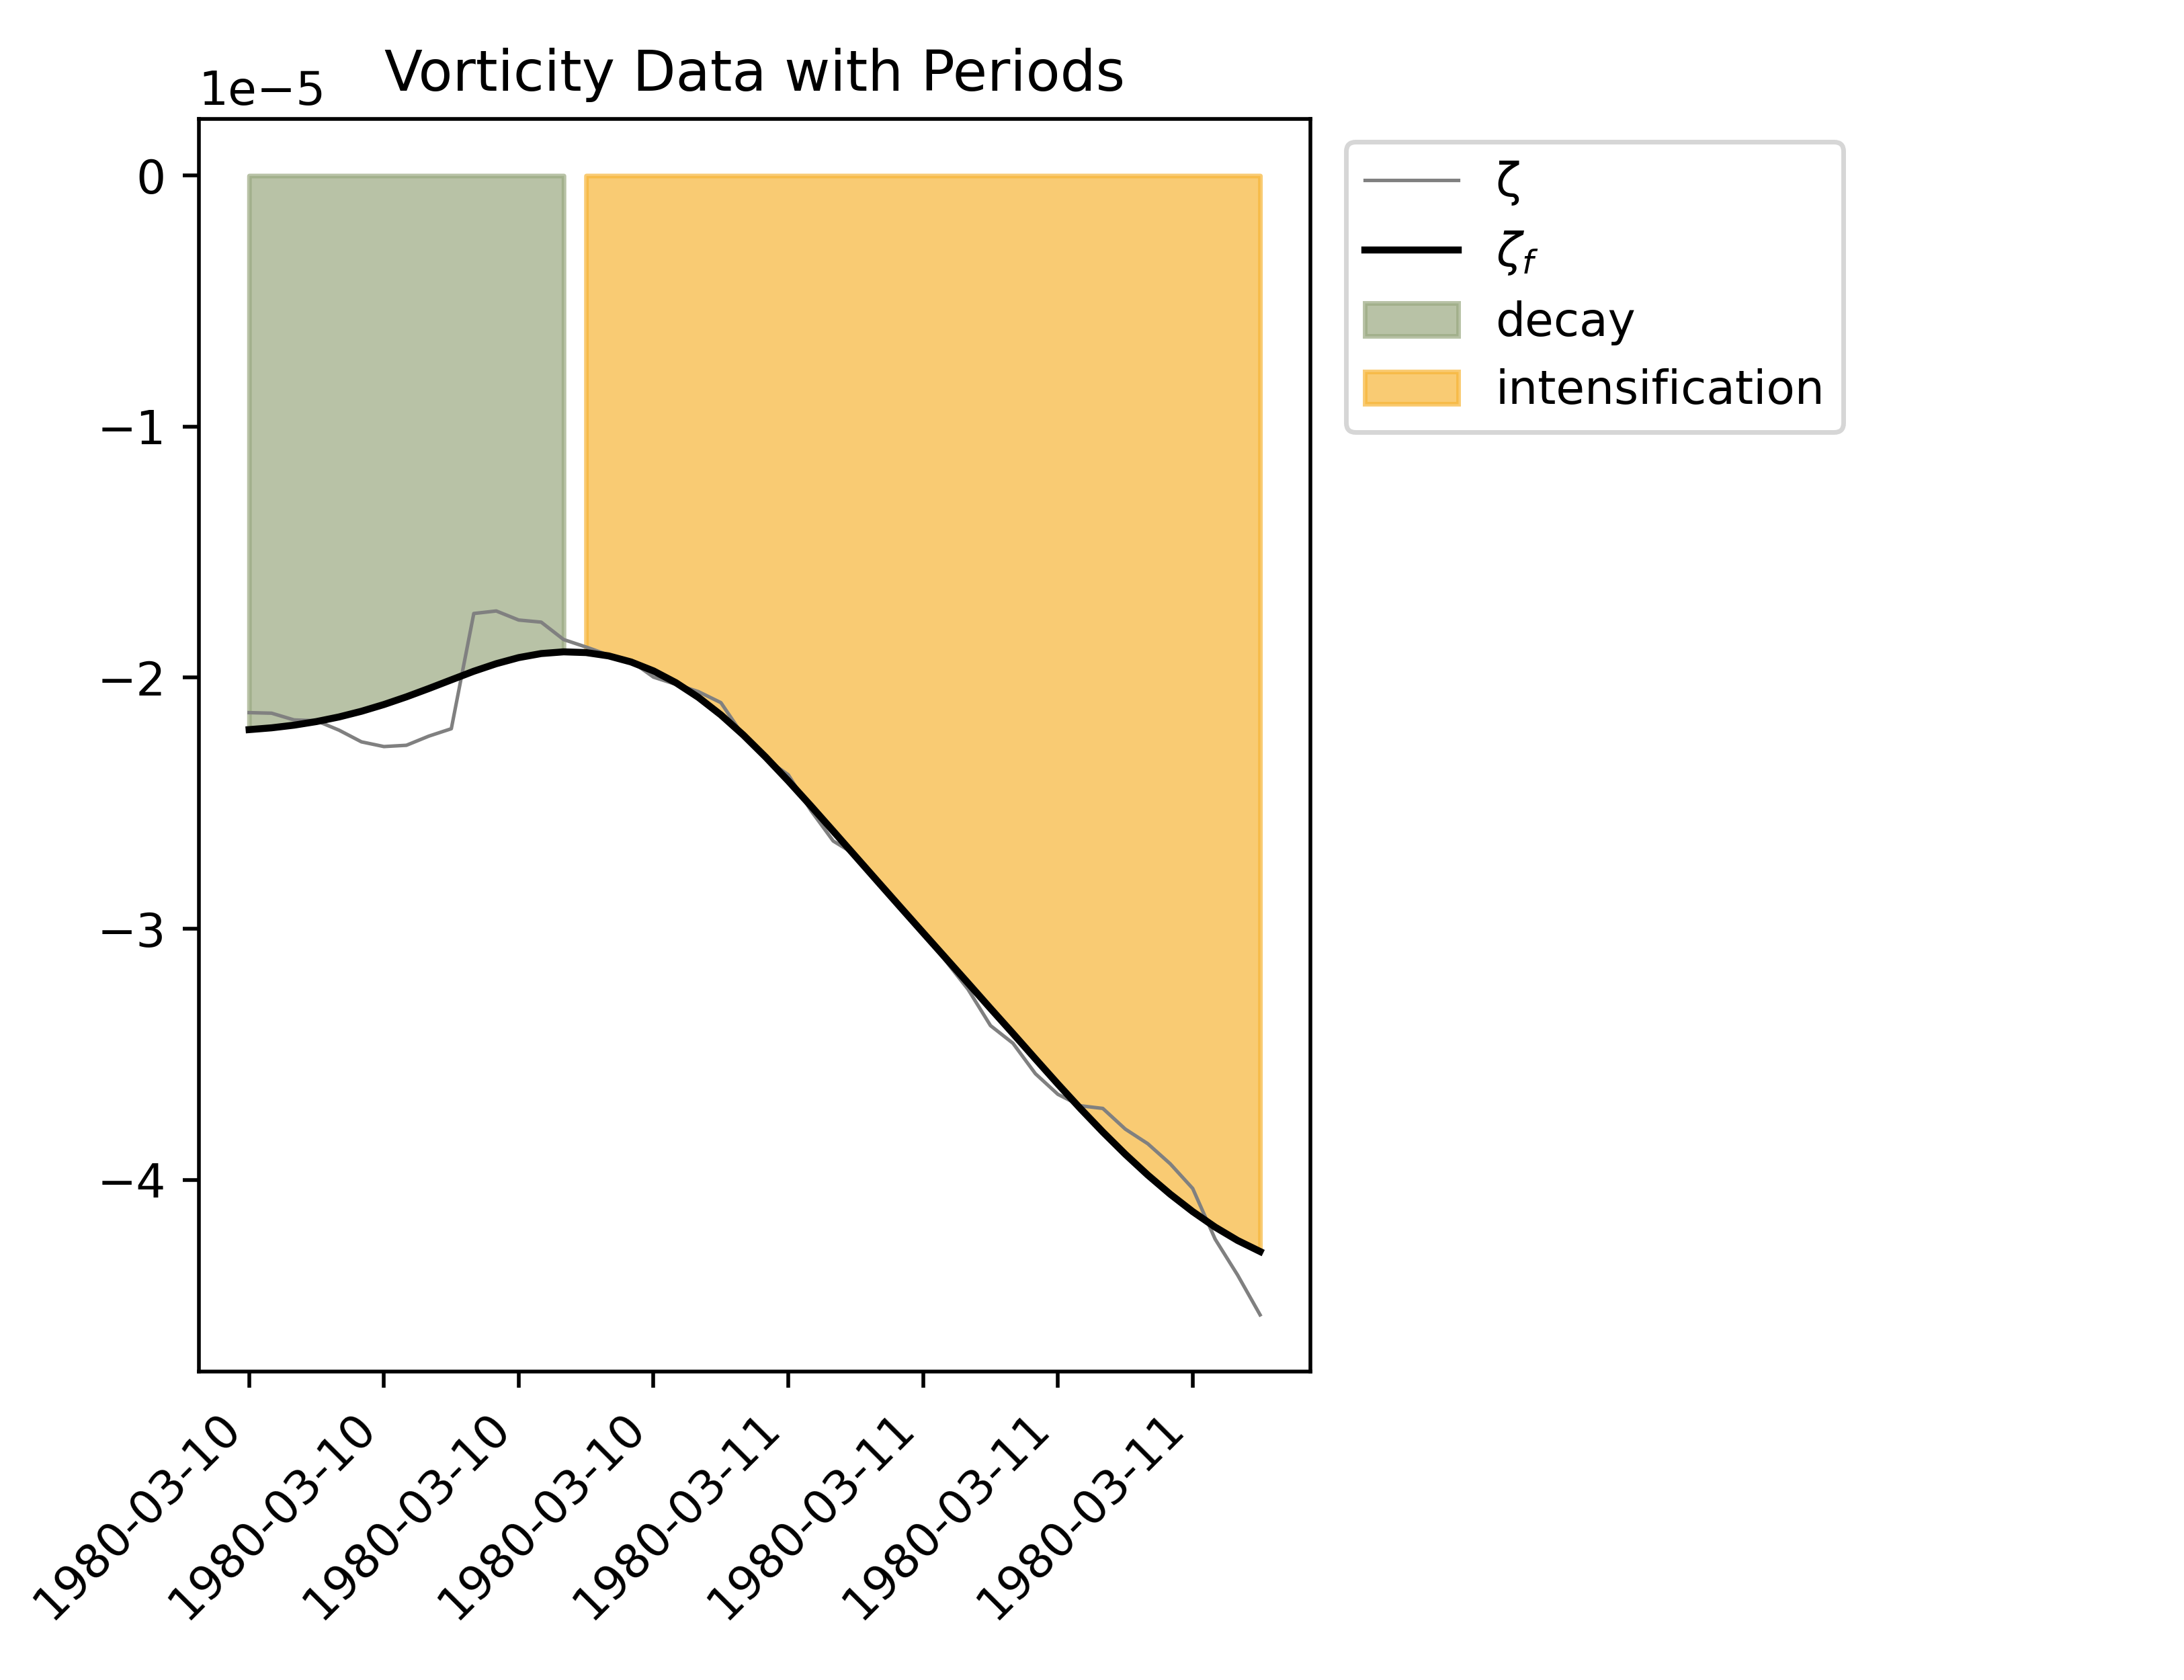 Vorticity Data with Periods
1e−5
0
−1
−2
−3
−4
1980-03-10
1980-03-10
1980-03-10
1980-03-10
1980-03-11
1980-03-11
1980-03-11
1980-03-11
ζ
ζf
decay
intensification